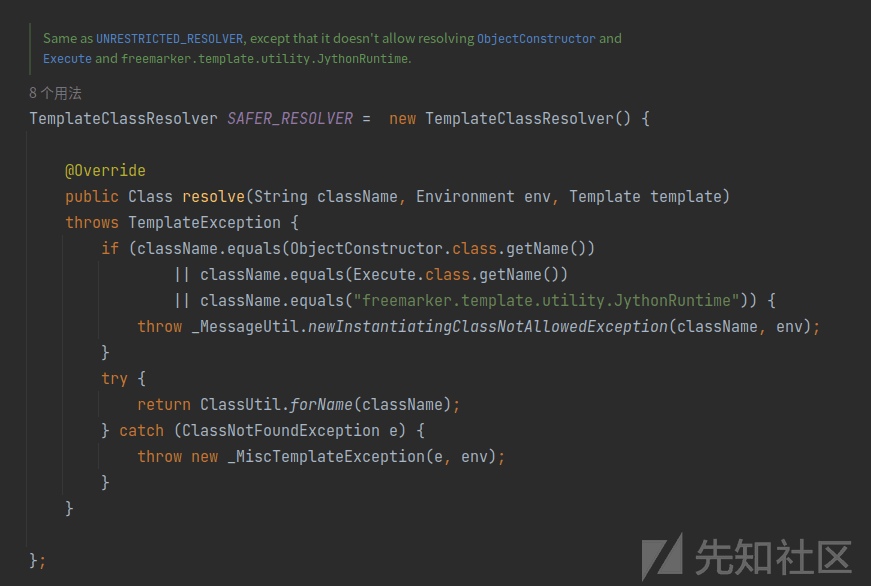 Same as UNRESTRICTED_RESOLVER, except that it doesn't allow resolving ObjectConstructor and
Execute and freemarker.template.utility.JythonRuntime.
8 个用法
TemplateClassResolver SAFER_RESOLVER =  new TemplateClassResolver() {
@Override
public Class resolve(String className, Environment env, Template template)
throws TemplateException {
if (className.equals(ObjectConstructor.class.getName())
|| className.equals(Execute.class.getName())
|| className.equals("freemarker.template.utility.JythonRuntime")) {
throw _MessageUtil.newInstantiatingClassNotAllowedException(className, env);
}
try {
return ClassUtil.forName(className);
} catch (ClassNotFoundException e) {
throw new _MiscTemplateException(e, env);
}
}
};
先知社区